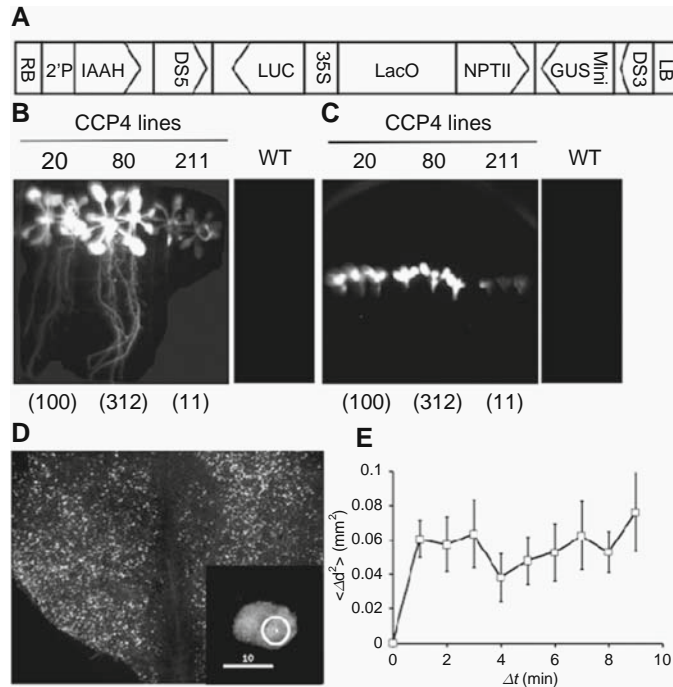 A
RB 2'P IAAH DS5 LUC 35S LacO NPTII GUS Mini DS3 LB
B
CCP4 lines
20 80 211 WT
(100) (312) (11)
C
CCP4 lines
20 80 211 WT
(100) (312) (11)
D
10
E
<Δd²> (mm²)
0.1
0.08
0.06
0.04
0.02
0
0 2 4 6 8 10
Δt (min)